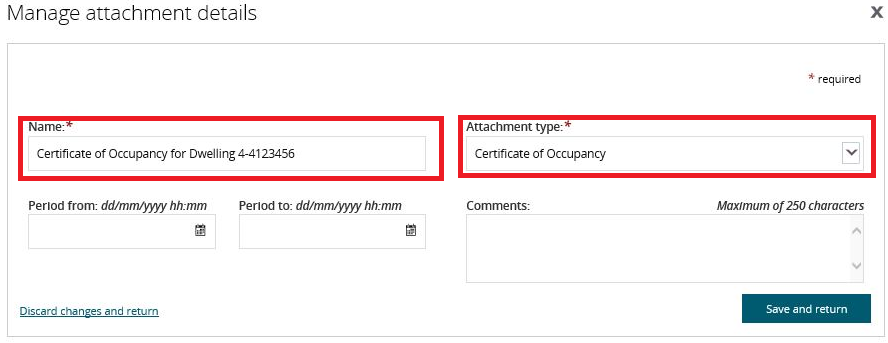 Manage attachment details
X
* required
Name:*
Attachment type:*
Certificate of Occupancy for Dwelling 4-4123456
Certificate of Occupancy
Period from: dd/mm/yyyy hh:mm
Period to: dd/mm/yyyy hh:mm
Comments:
Maximum of 250 characters
Discard changes and return
Save and return